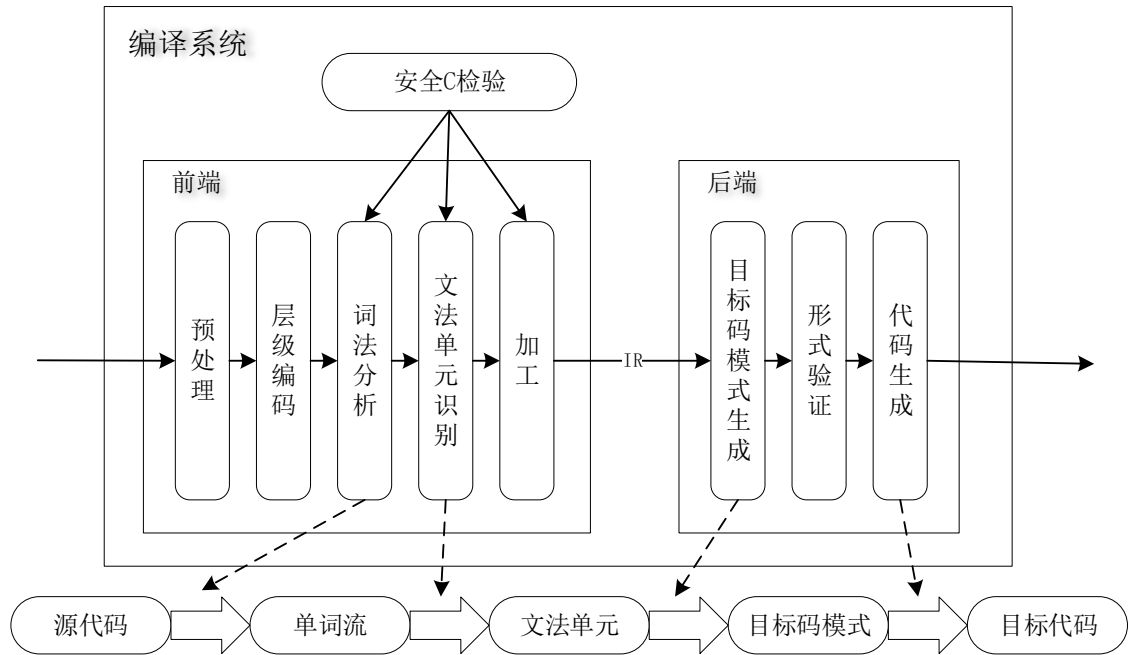 编译系统
安全C检验
前端
后端
预处理
层级编码
词法分析
文法单元识别
加工
IR
目标码模式生成
形式验证
代码生成
源代码
单词流
文法单元
目标码模式
目标代码